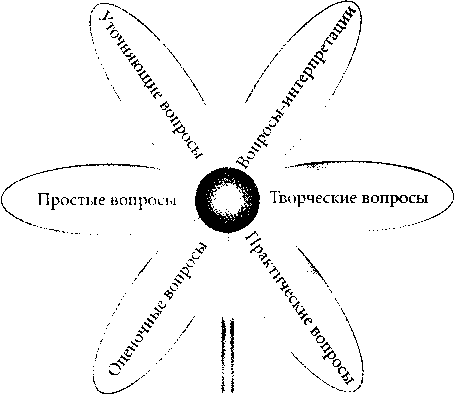 Уточняющие вопросы
Вопросы-интерпретации
Простые вопросы
Творческие вопросы
Оценочные вопросы
Практические вопросы